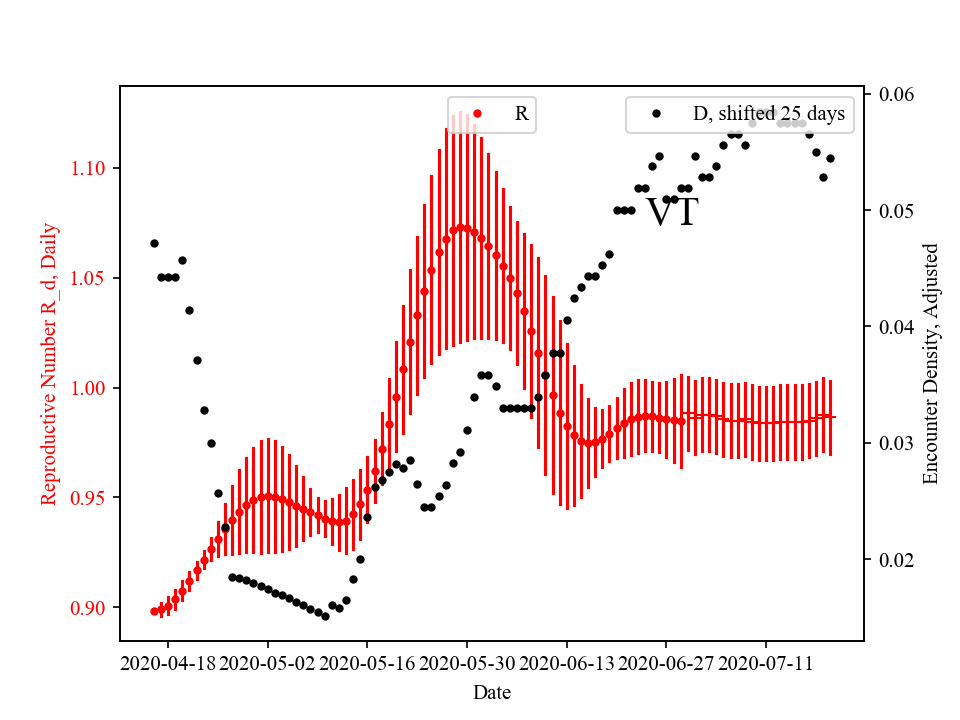 R
D, shifted 25 days
VT
Reproductive Number R_d, Daily
1.10
1.05
1.00
0.95
0.90
0.06
0.05
0.04
0.03
0.02
Encounter Density, Adjusted
2020-04-18 2020-05-02 2020-05-16 2020-05-30 2020-06-13 2020-06-27 2020-07-11
Date